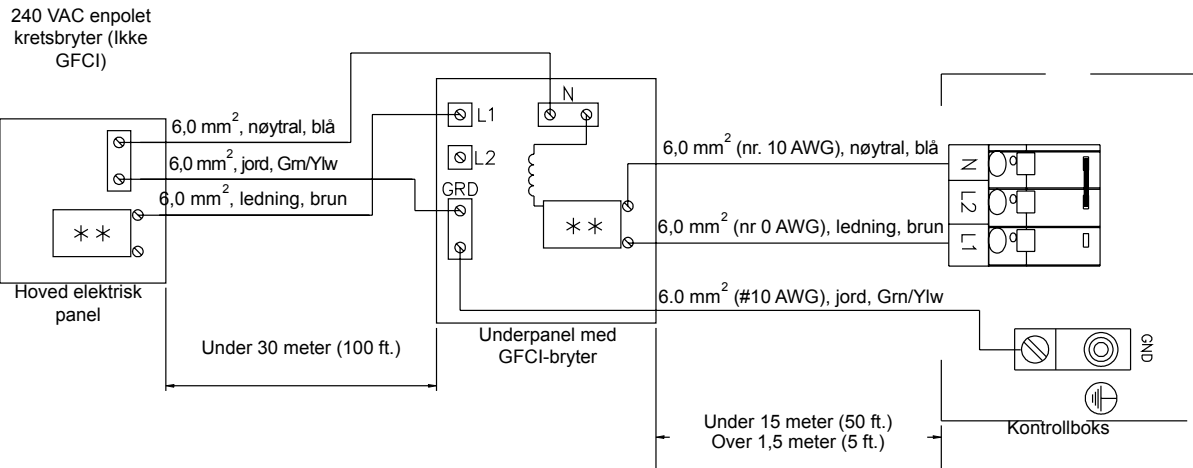 240 VAC enpolet
kretsbryter (Ikke
GFCI)
6,0 mm², nøytral, blå
6,0 mm², jord, Grn/Ylw
6,0 mm², ledning, brun
* *
Hoved elektrisk
panel
Under 30 meter (100 ft.)
N
L1
L2
GRD
* *
Underpanel med
GFCI-bryter
6,0 mm² (nr. 10 AWG), nøytral, blå
6,0 mm² (nr 0 AWG), ledning, brun
6.0 mm² (#10 AWG), jord, Grn/Ylw
Under 15 meter (50 ft.)
Over 1,5 meter (5 ft.)
N
L2
L1
GND
Kontrollboks